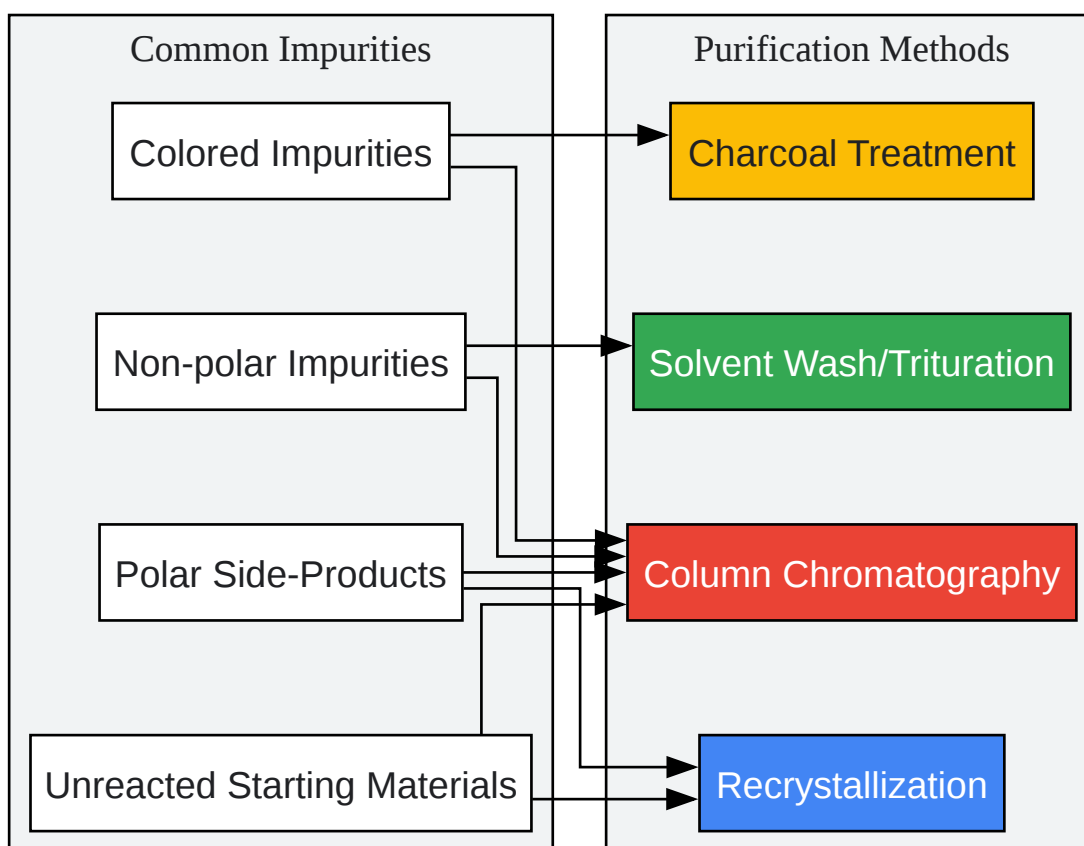 Common Impurities
Colored Impurities
Non-polar Impurities
Polar Side-Products
Unreacted Starting Materials
Purification Methods
Charcoal Treatment
Solvent Wash/Trituration
Column Chromatography
Recrystallization